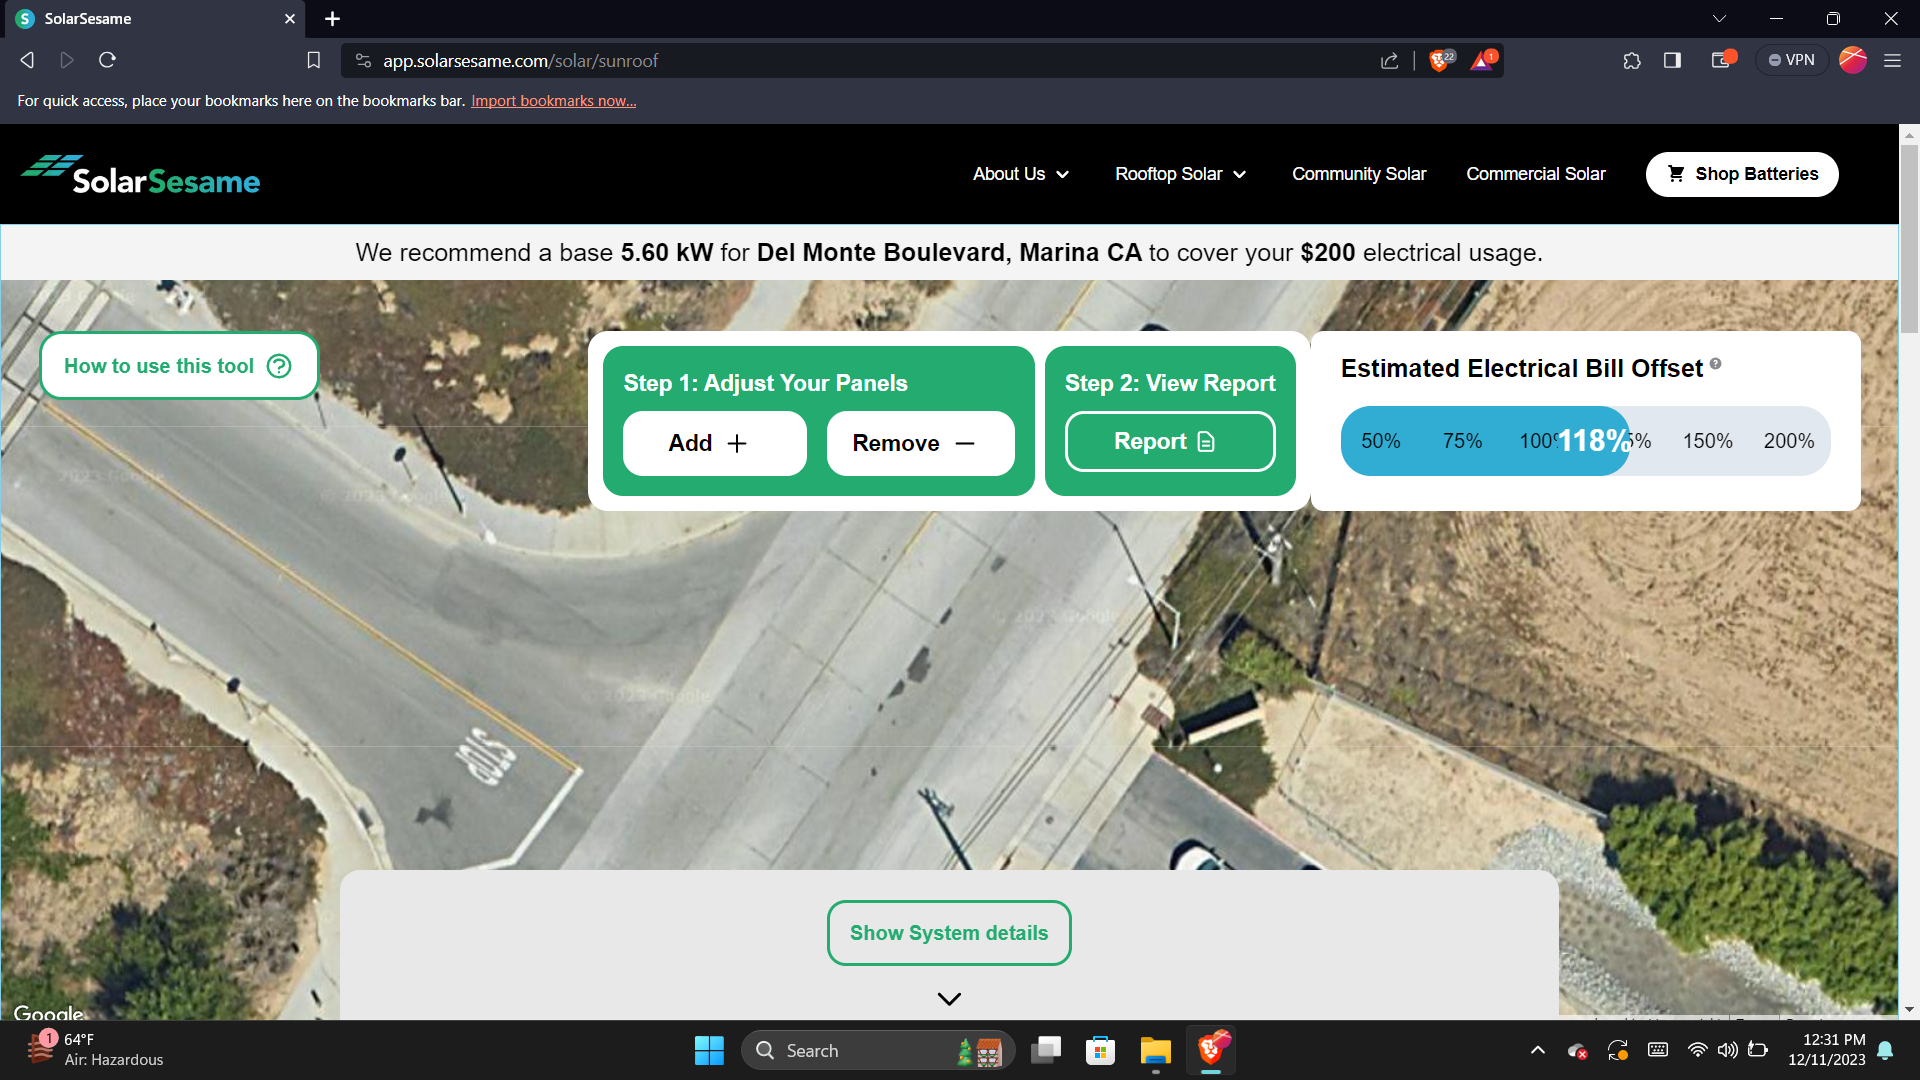 SolarSesame
app.solarsesame.com/solar/sunroof
22
1
VPN
For quick access, place your bookmarks here on the bookmarks bar. Import bookmarks now...
SolarSesame
About Us
Rooftop Solar
Community Solar
Commercial Solar
Shop Batteries
We recommend a base 5.60 kW for Del Monte Boulevard, Marina CA to cover your $200 electrical usage.
How to use this tool
Step 1: Adjust Your Panels
Add +
Remove −
Step 2: View Report
Report
Estimated Electrical Bill Offset
50% 75% 100% 118% 5% 150% 200%
© 2023 Google
© 2023 Google
© 2023 Google
STOP
Show System details
Google
1
64°F
Air: Hazardous
Search
12:31 PM
12/11/2023